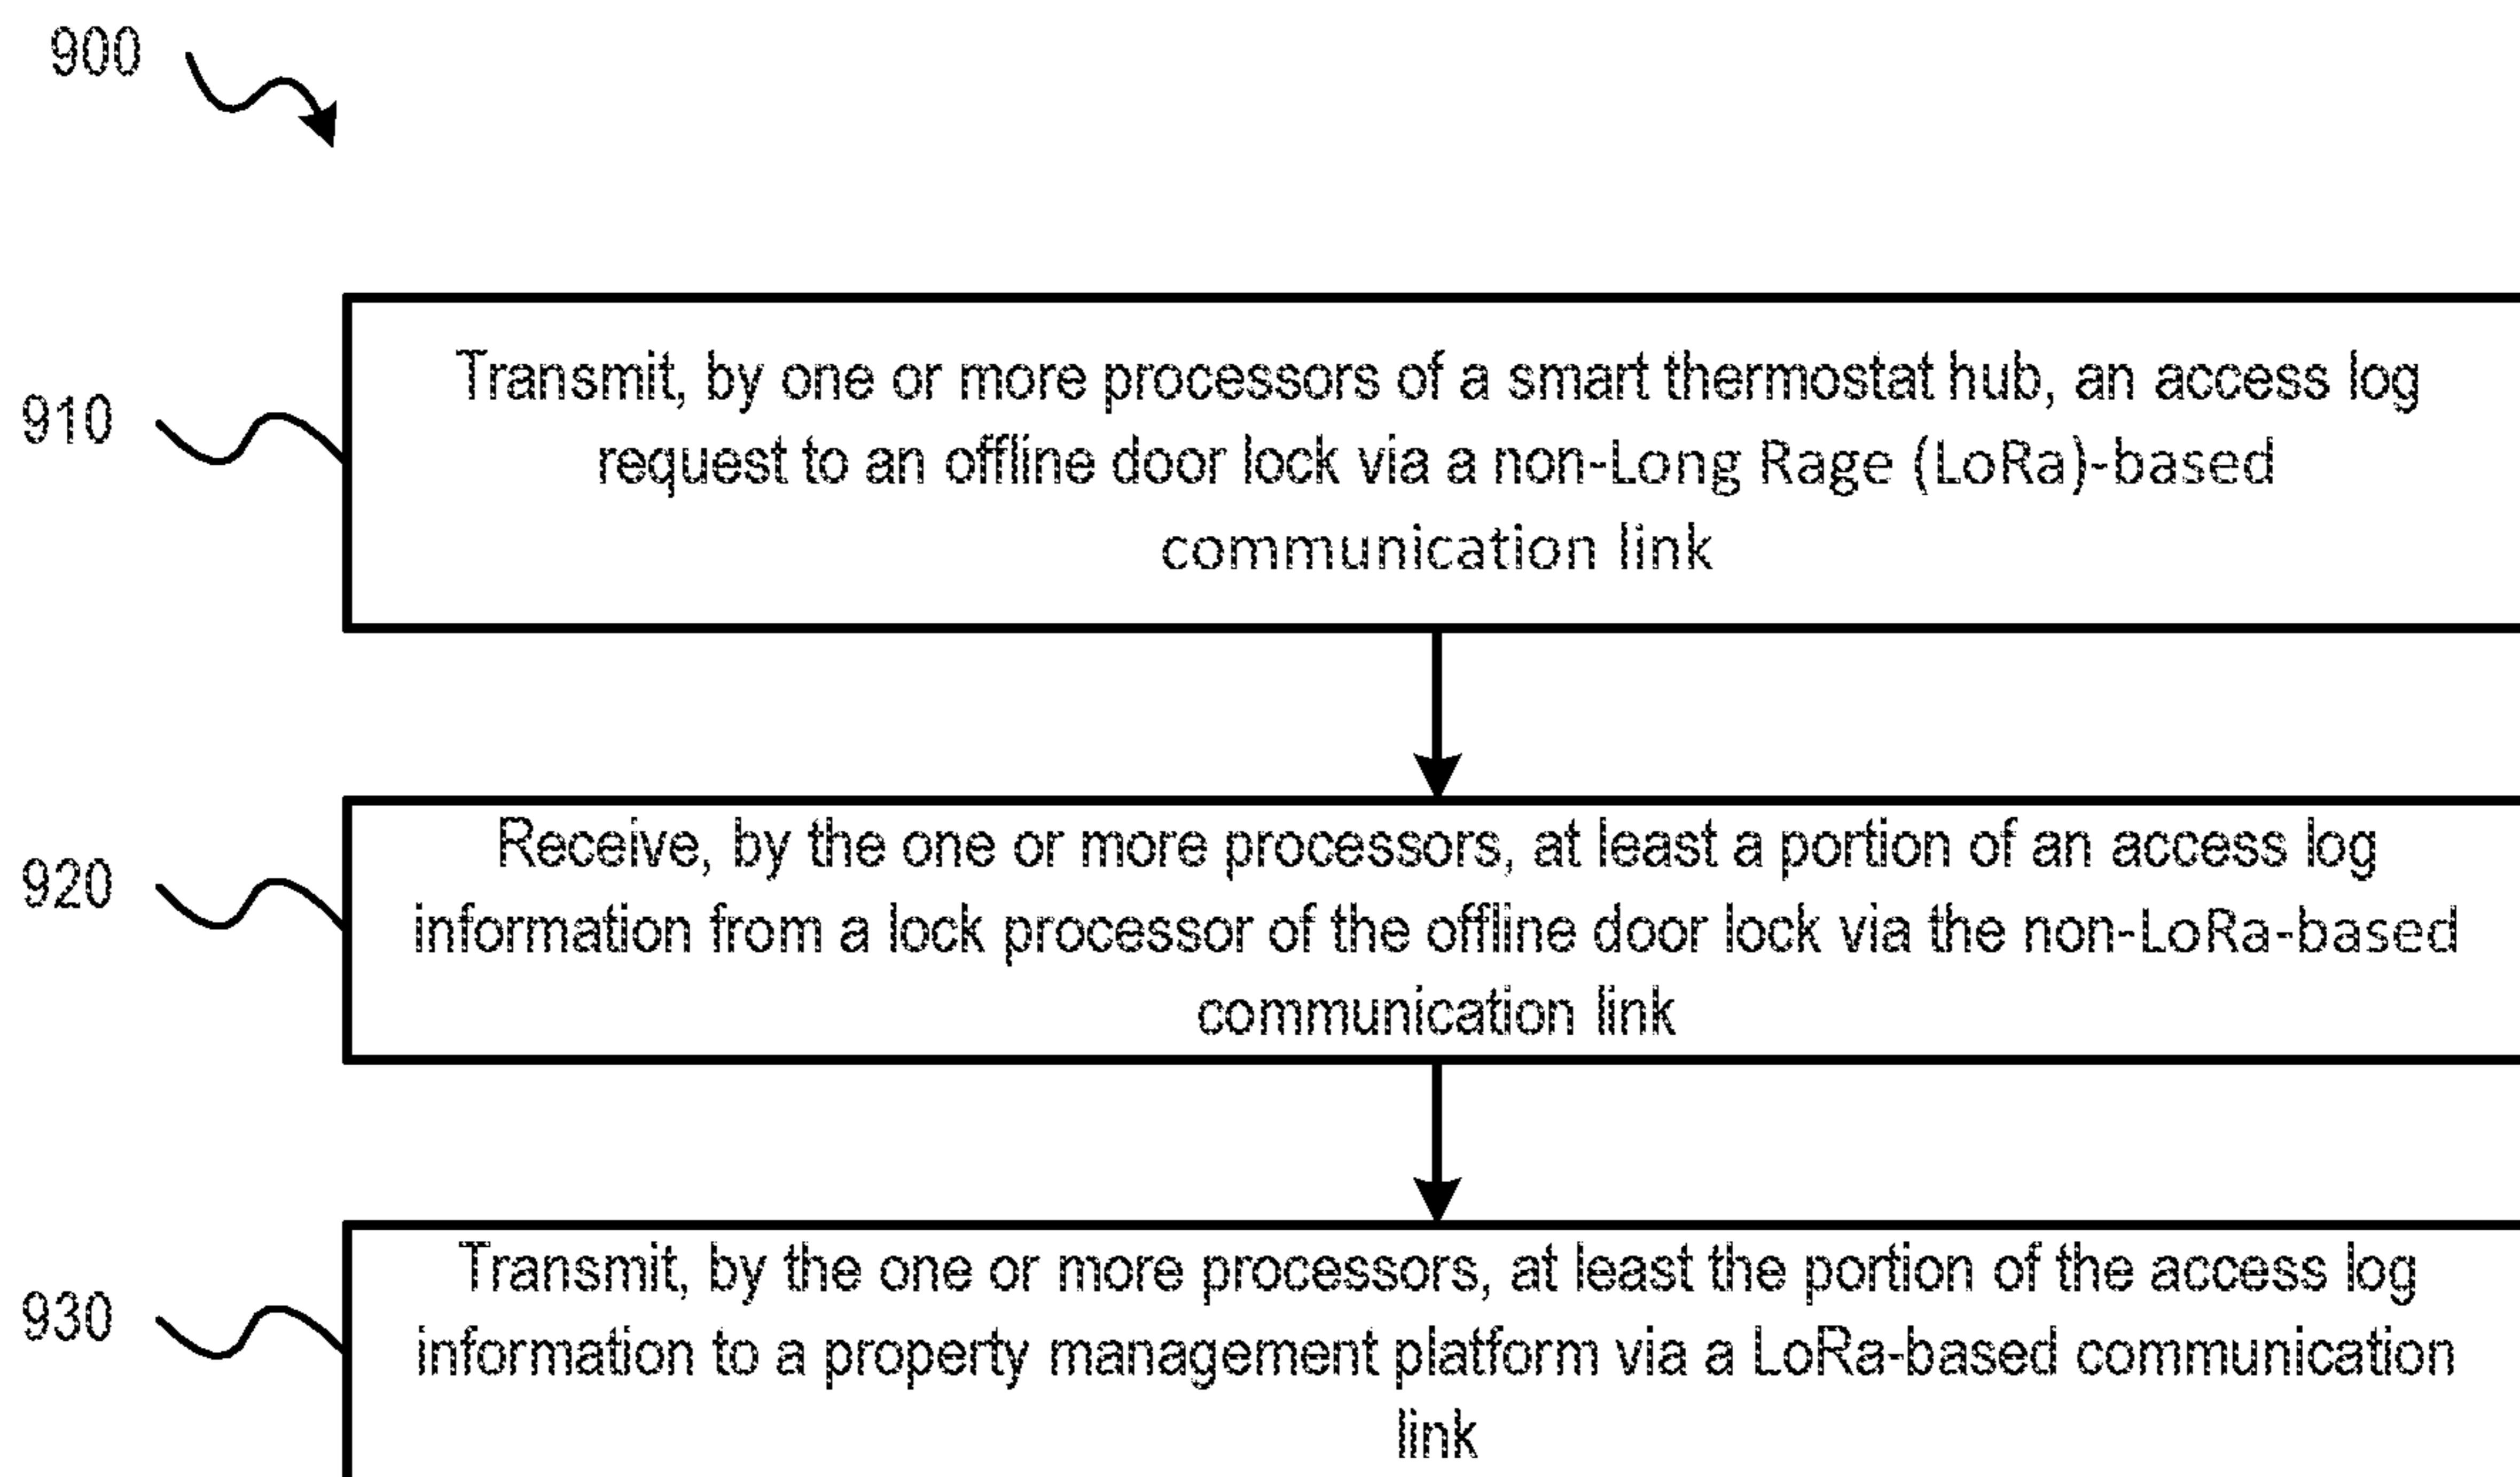 900
910
Transmit, by one or more processors of a smart thermostat hub, an access log
request to an offline door lock via a non-Long Rage (LoRa)-based
communication link
920
Receive, by the one or more processors, at least a portion of an access log
information from a lock processor of the offline door lock via the non-LoRa-based
communication link
930
Transmit, by the one or more processors, at least the portion of the access log
information to a property management platform via a LoRa-based communication
link